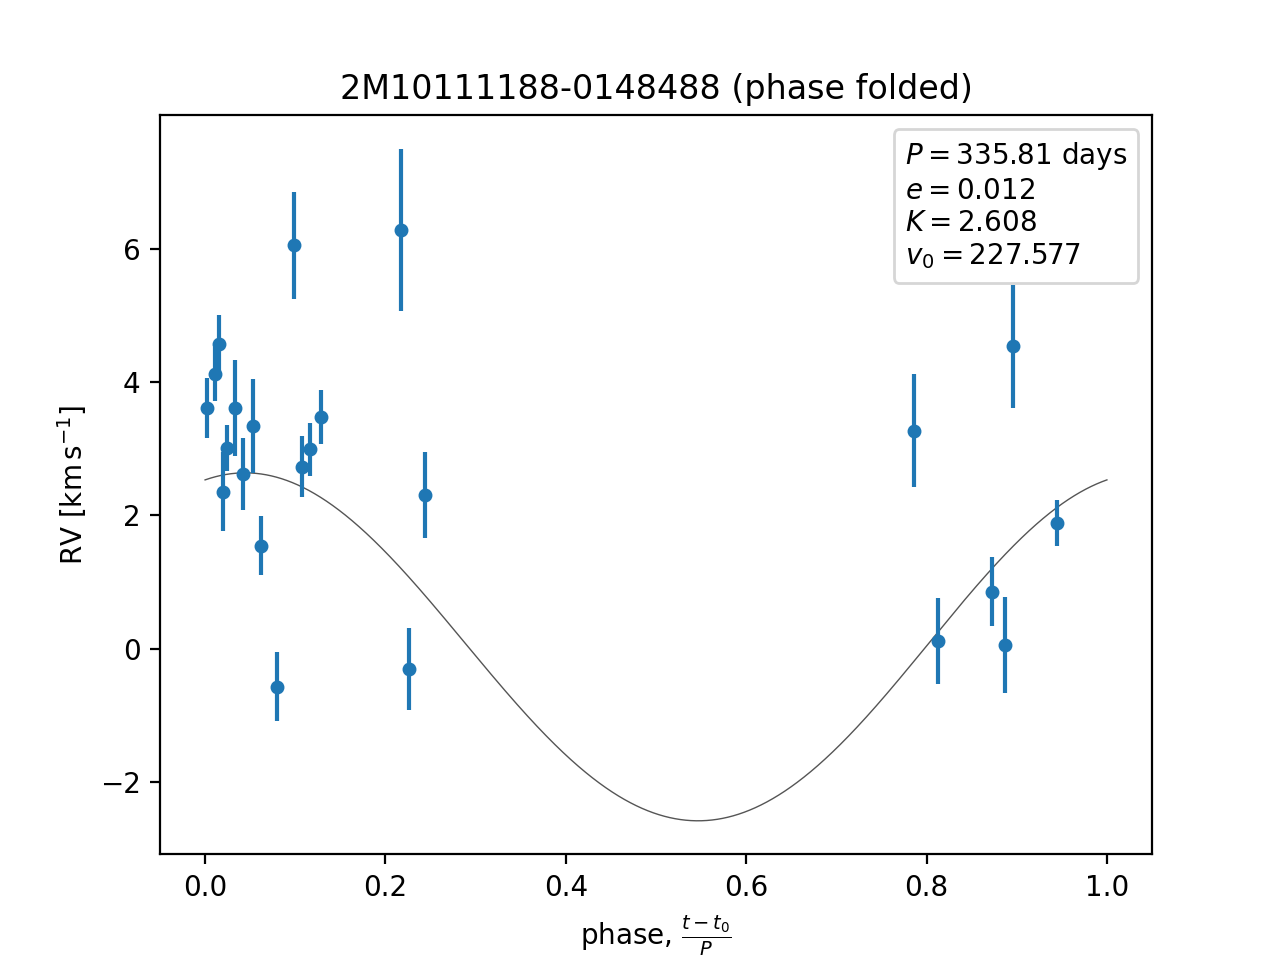 2M10111188-0148488 (phase folded)
P = 335.81 days
e = 0.012
K = 2.608
v₀ = 227.577
RV [km s⁻¹]
6
4
2
0
−2
0.0 0.2 0.4 0.6 0.8 1.0
phase, (t − t₀)/P